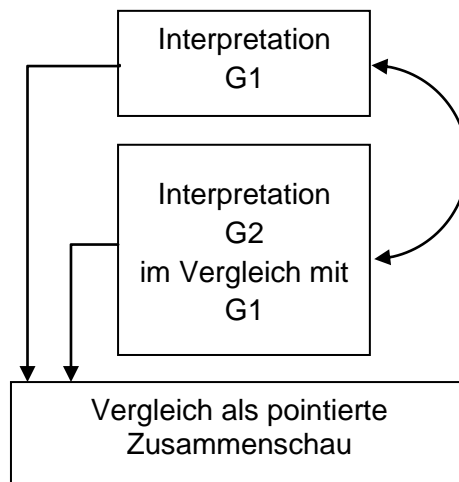 Interpretation
G1
Interpretation
G2
im Vergleich mit
G1
Vergleich als pointierte
Zusammenschau